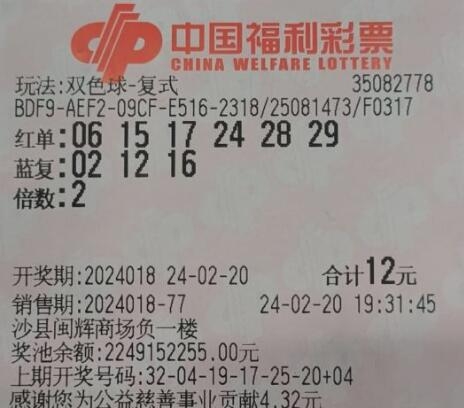 中国福利彩票
CHINA WELFARE LOTTERY
玩法:双色球-复式 35082778
BDF9-AEF2-09CF-E516-2318/25081473/F0317
红单:06 15 17 24 28 29
蓝复:02 12 16
倍数:2
开奖期:2024018 24-02-20 合计12元
销售期:2024018-77 24-02-20 19:31:45
沙县闽辉商场负一楼
奖池余额:2249152255.00元
上期开奖号码:32-04-19-17-25-20+04
感谢您为公益慈善事业贡献4.32元